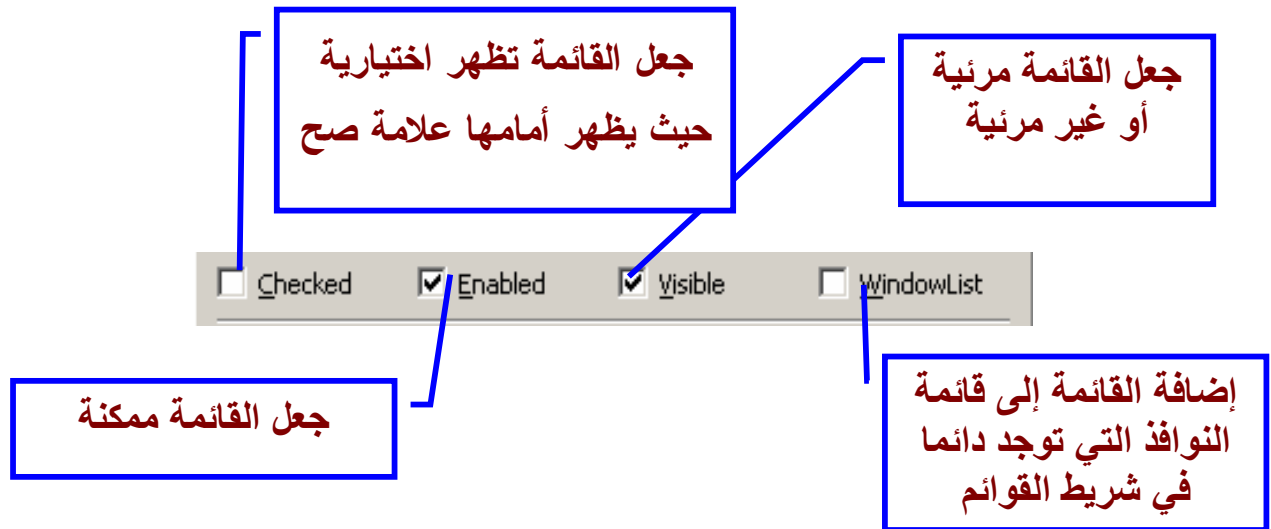 جعل القائمة تظهر اختيارية
حيث يظهر أمامها علامة صح
جعل القائمة مرئية
أو غير مرئية
Checked Enabled Visible WindowList
جعل القائمة ممكنة
إضافة القائمة إلى قائمة
النوافذ التي توجد دائما
في شريط القوائم